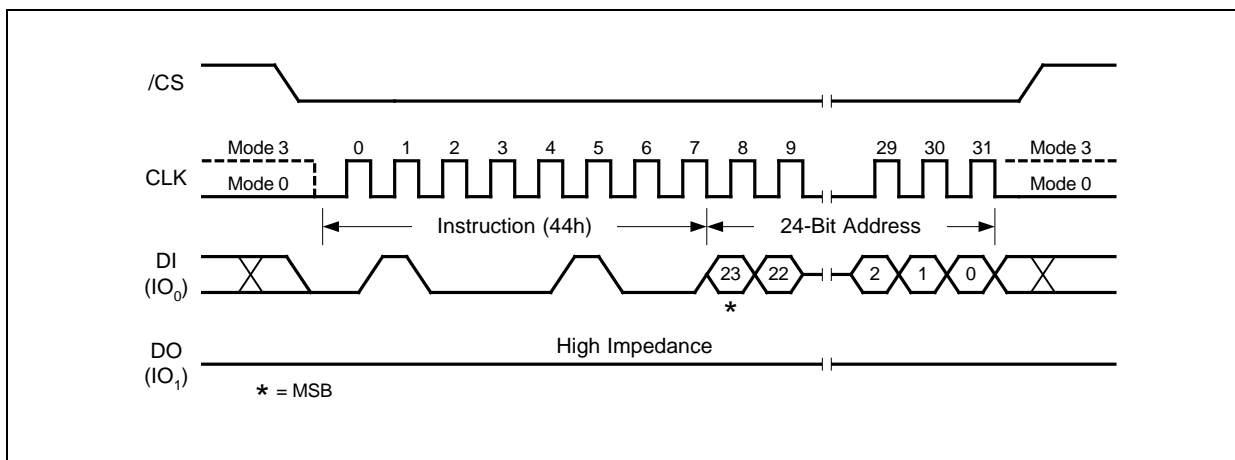 /CS
Mode 3 0 1 2 3 4 5 6 7 8 9 29 30 31 Mode 3
CLK
Mode 0 Mode 0
Instruction (44h) 24-Bit Address
DI
(IO0)
23 22 2 1 0
*
High Impedance
DO
(IO1)
* = MSB